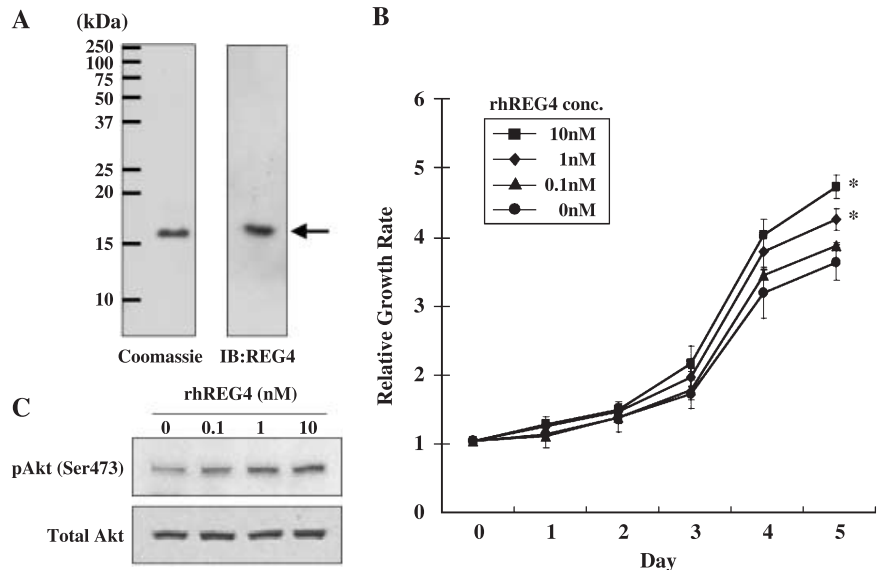 A
(kDa)
250
100
75
50
37
25
20
15
10
Coomassie IB:REG4
B
Relative Growth Rate
6
5
4
3
2
1
0
rhREG4 conc.
10nM
1nM
0.1nM
0nM
*
*
0 1 2 3 4 5
Day
C
rhREG4 (nM)
0 0.1 1 10
pAkt (Ser473)
Total Akt